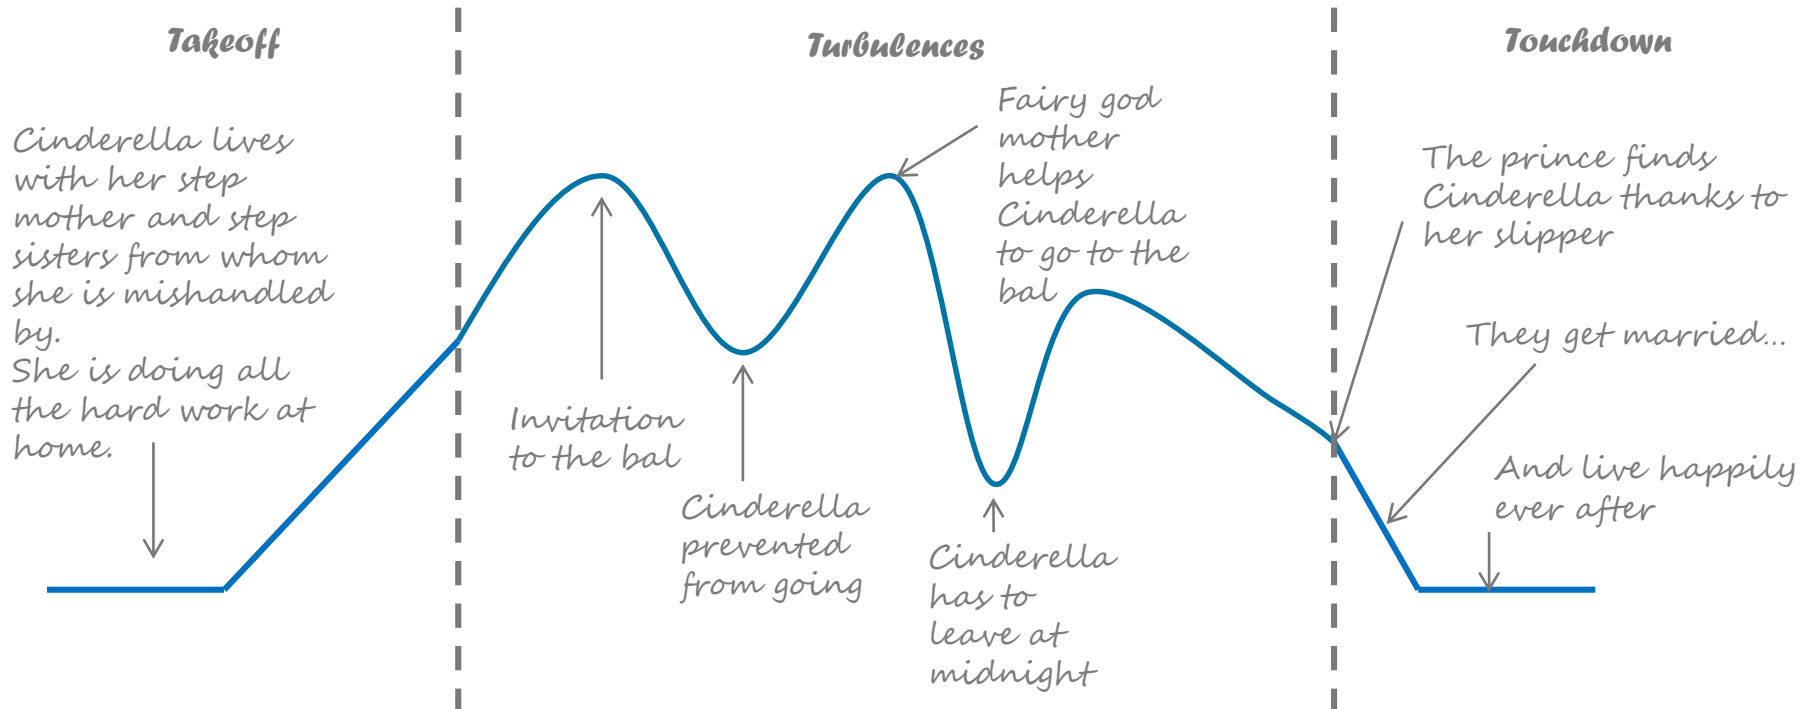 Takeoff
Cinderella lives
with her step
mother and step
sisters from whom
she is mishandled
by.
She is doing all
the hard work at
home.
Turbulences
Invitation
to the bal
Cinderella
prevented
from going
Fairy god
mother
helps
Cinderella
to go to the
bal
Cinderella
has to
leave at
midnight
Touchdown
The prince finds
Cinderella thanks to
her slipper
They get married...
And live happily
ever after